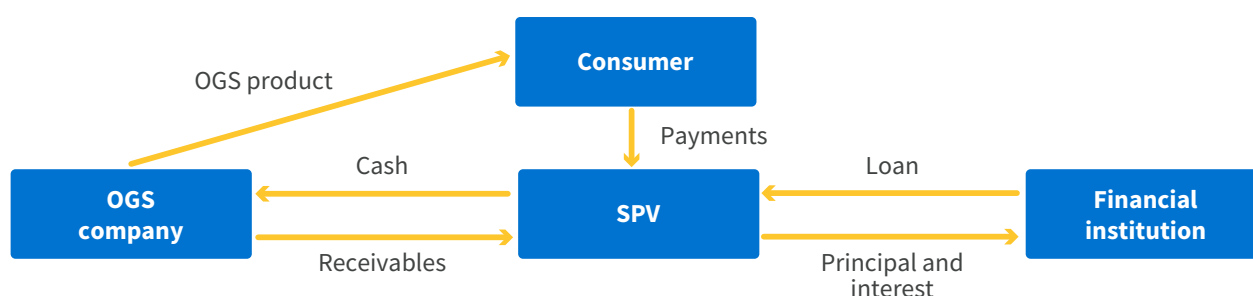 Consumer
OGS product
Payments
Cash
Loan
OGS
company
SPV
Financial
institution
Receivables
Principal and
interest